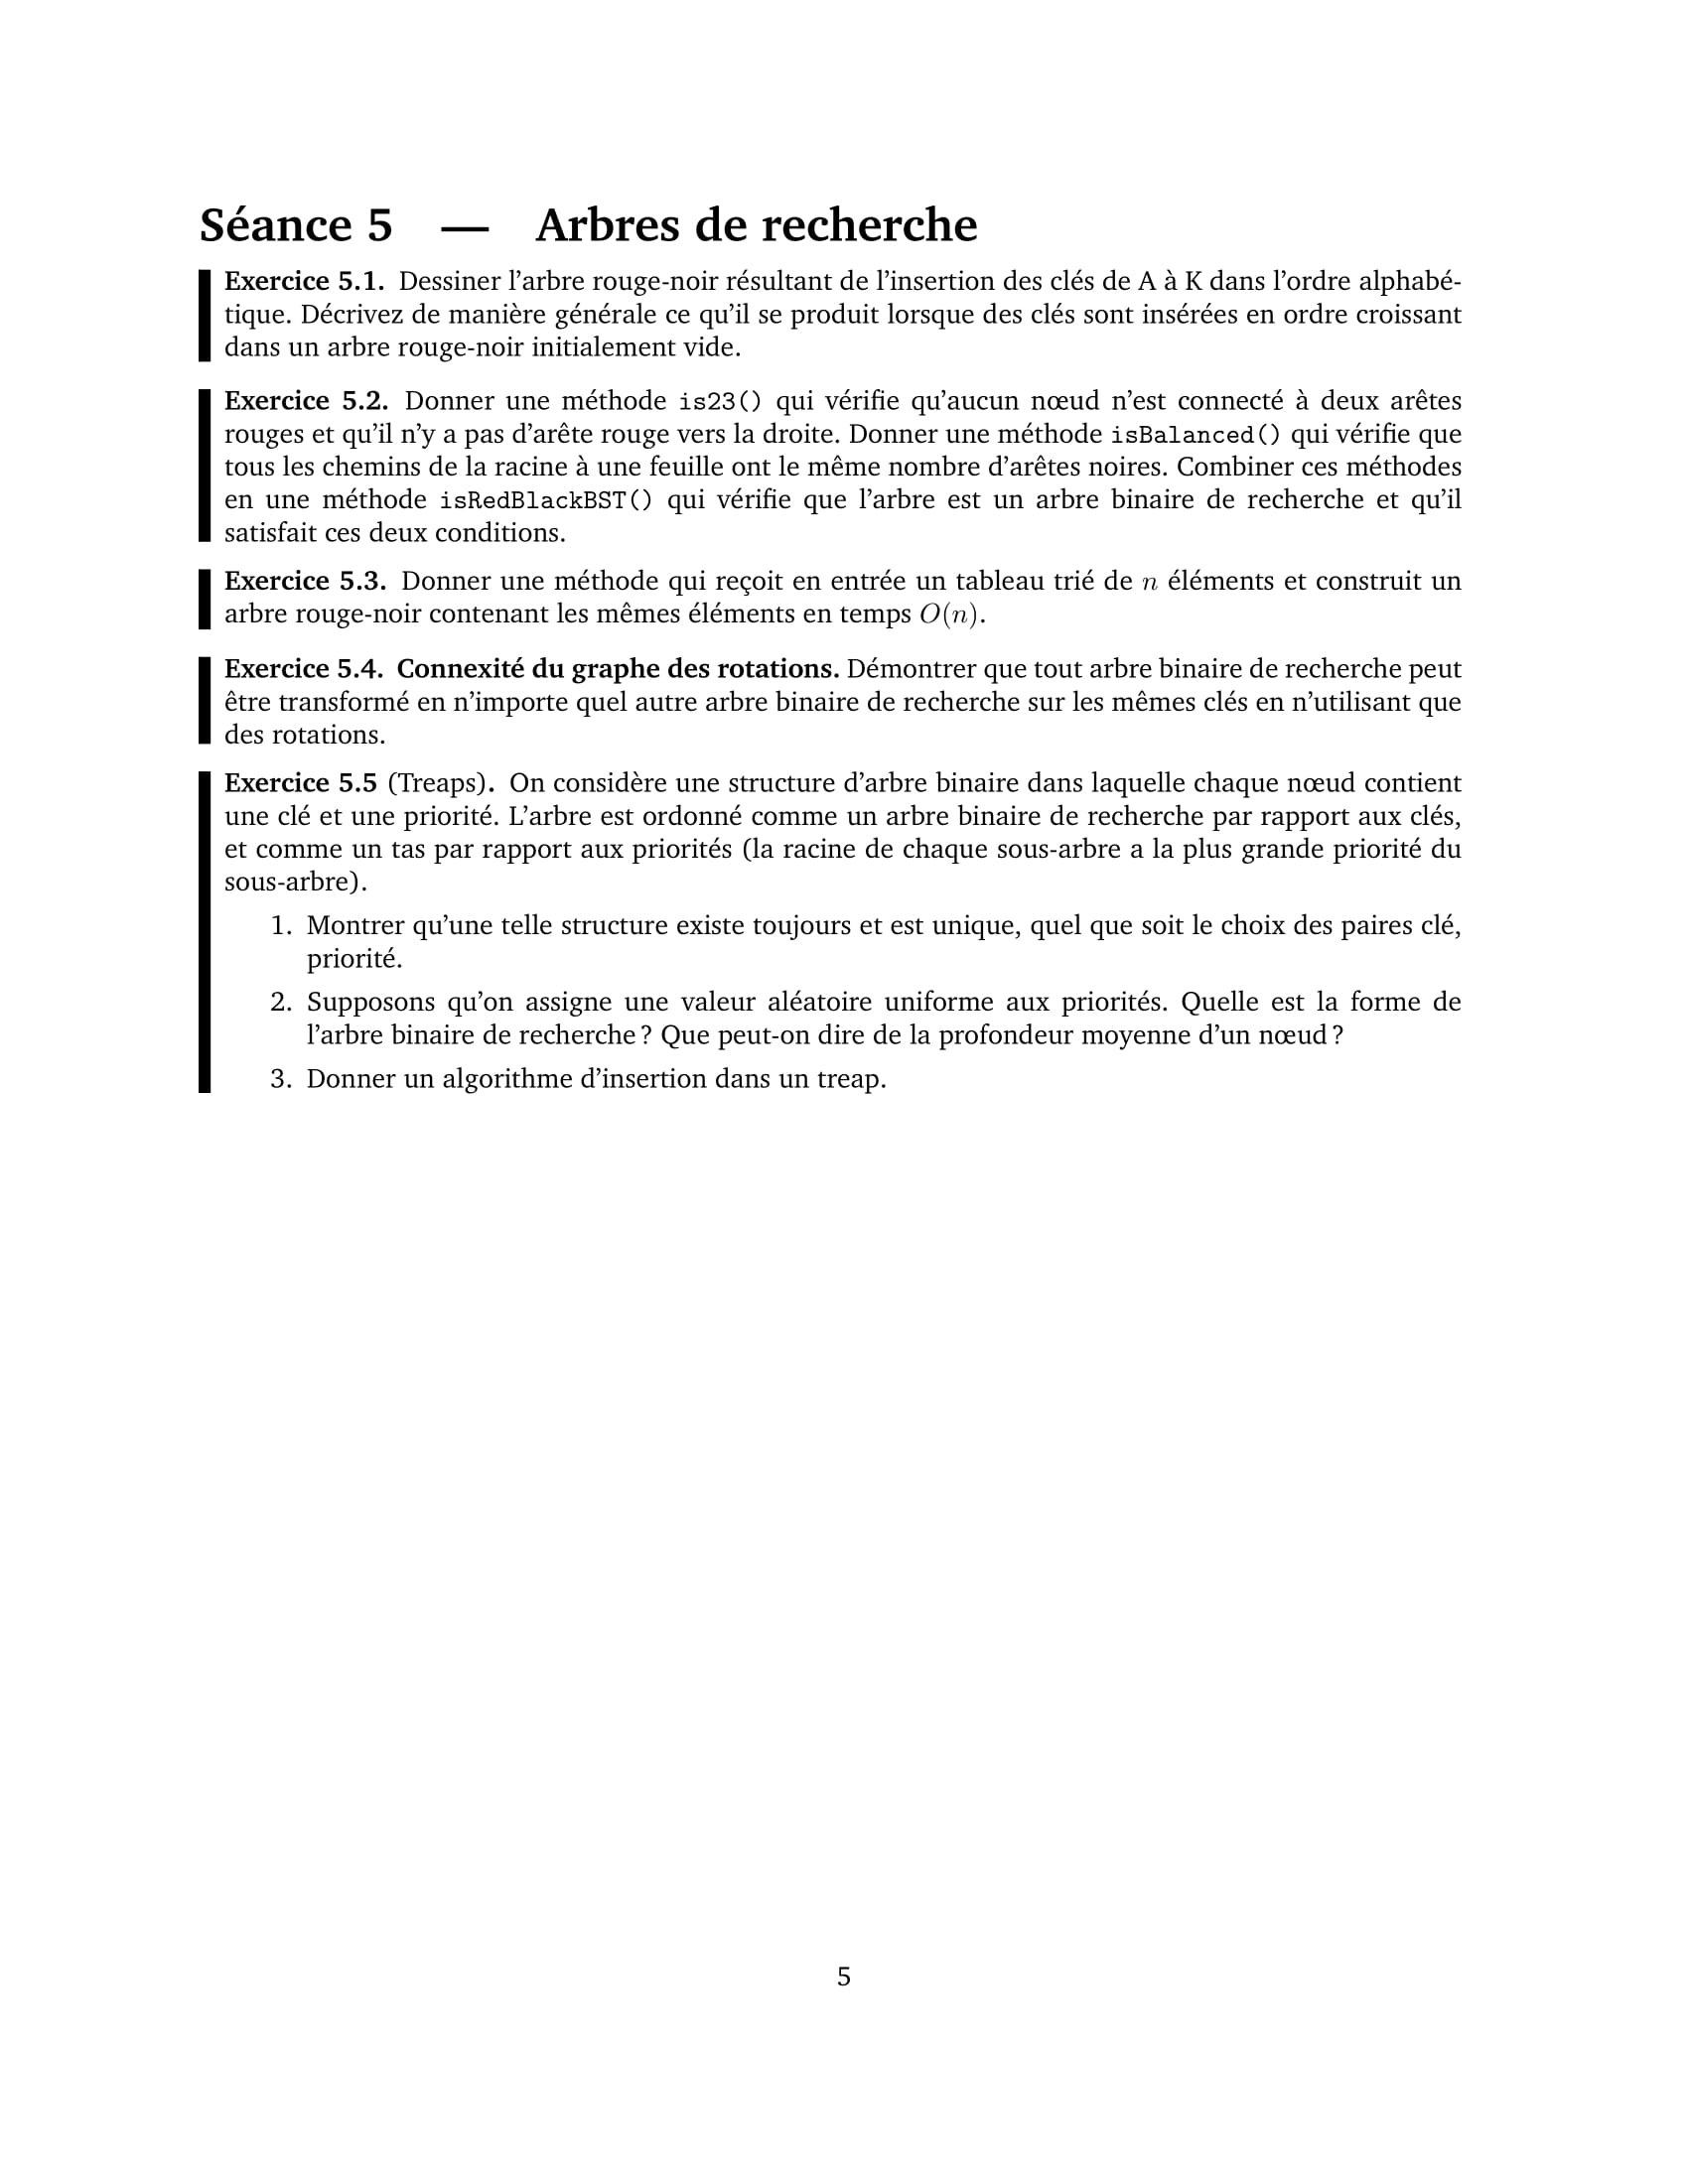 Séance 5 — Arbres de recherche
Exercice 5.1. Dessiner l'arbre rouge-noir résultant de l'insertion des clés de A à K dans l'ordre alphabé-
tique. Décrivez de manière générale ce qu'il se produit lorsque des clés sont insérées en ordre croissant
dans un arbre rouge-noir initialement vide.
Exercice 5.2. Donner une méthode is23() qui vérifie qu'aucun nœud n'est connecté à deux arêtes
rouges et qu'il n'y a pas d'arête rouge vers la droite. Donner une méthode isBalanced() qui vérifie que
tous les chemins de la racine à une feuille ont le même nombre d'arêtes noires. Combiner ces méthodes
en une méthode isRedBlackBST() qui vérifie que l'arbre est un arbre binaire de recherche et qu'il
satisfait ces deux conditions.
Exercice 5.3. Donner une méthode qui reçoit en entrée un tableau trié de n éléments et construit un
arbre rouge-noir contenant les mêmes éléments en temps O(n).
Exercice 5.4. Connexité du graphe des rotations. Démontrer que tout arbre binaire de recherche peut
être transformé en n'importe quel autre arbre binaire de recherche sur les mêmes clés en n'utilisant que
des rotations.
Exercice 5.5 (Treaps). On considère une structure d'arbre binaire dans laquelle chaque nœud contient
une clé et une priorité. L'arbre est ordonné comme un arbre binaire de recherche par rapport aux clés,
et comme un tas par rapport aux priorités (la racine de chaque sous-arbre a la plus grande priorité du
sous-arbre).
1. Montrer qu'une telle structure existe toujours et est unique, quel que soit le choix des paires clé,
priorité.
2. Supposons qu'on assigne une valeur aléatoire uniforme aux priorités. Quelle est la forme de
l'arbre binaire de recherche ? Que peut-on dire de la profondeur moyenne d'un nœud ?
3. Donner un algorithme d'insertion dans un treap.
5